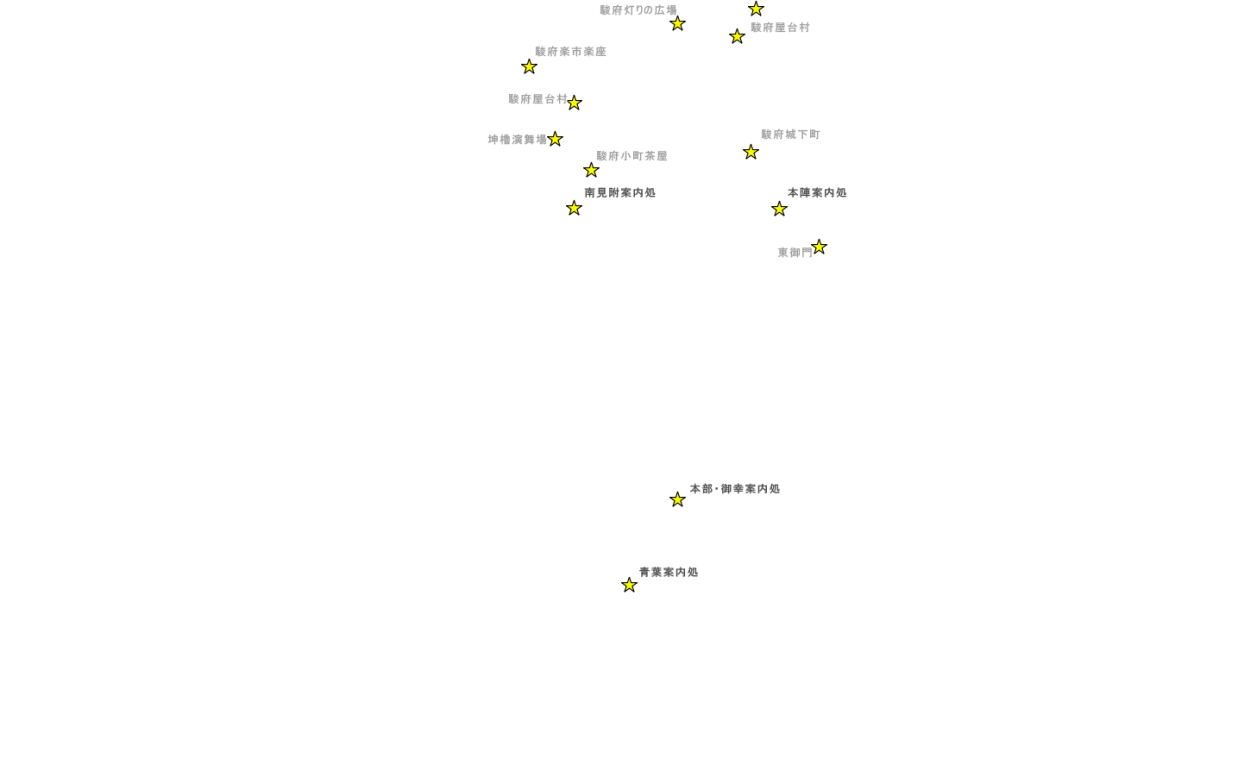 駿府灯りの広場
駿府屋台村
駿府楽市楽座
駿府屋台村
坤櫓演舞場
駿府城下町
駿府小町茶屋
南見附案内処
本陣案内処
東御門
本部・御幸案内処
青葉案内処